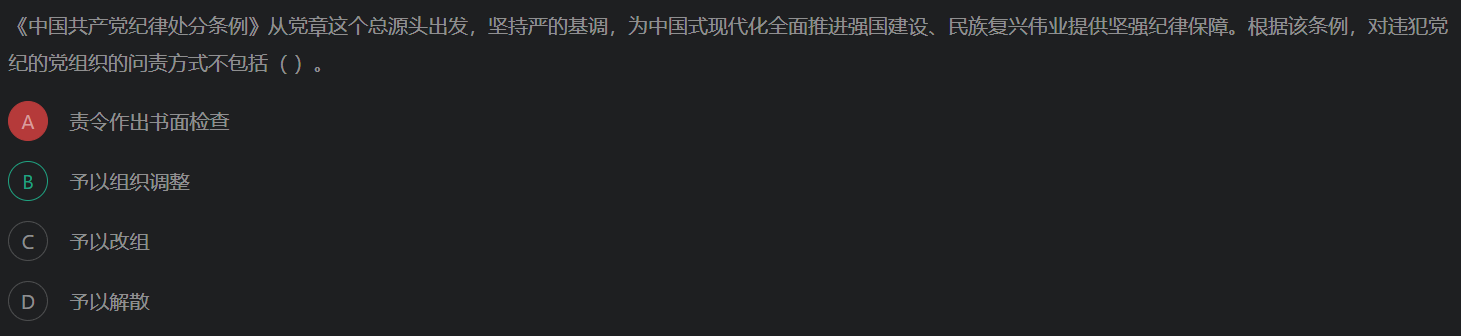 《中国共产党纪律处分条例》从党章这个总源头出发，坚持严的基调，为中国式现代化全面推进强国建设、民族复兴伟业提供坚强纪律保障。根据该条例，对违犯党
纪的党组织的问责方式不包括（ ）。
A 责令作出书面检查
B 予以组织调整
C 予以改组
D 予以解散